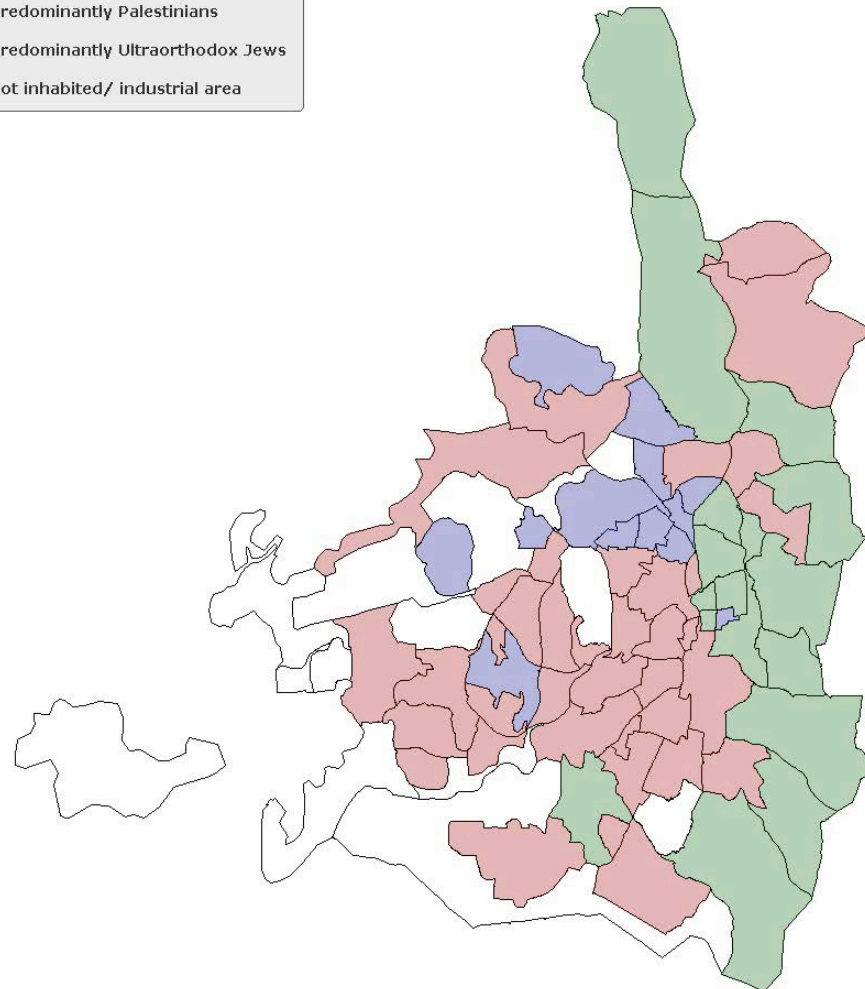 redominantly Palestinians
redominantly Ultraorthodox Jews
ot inhabited/ industrial area